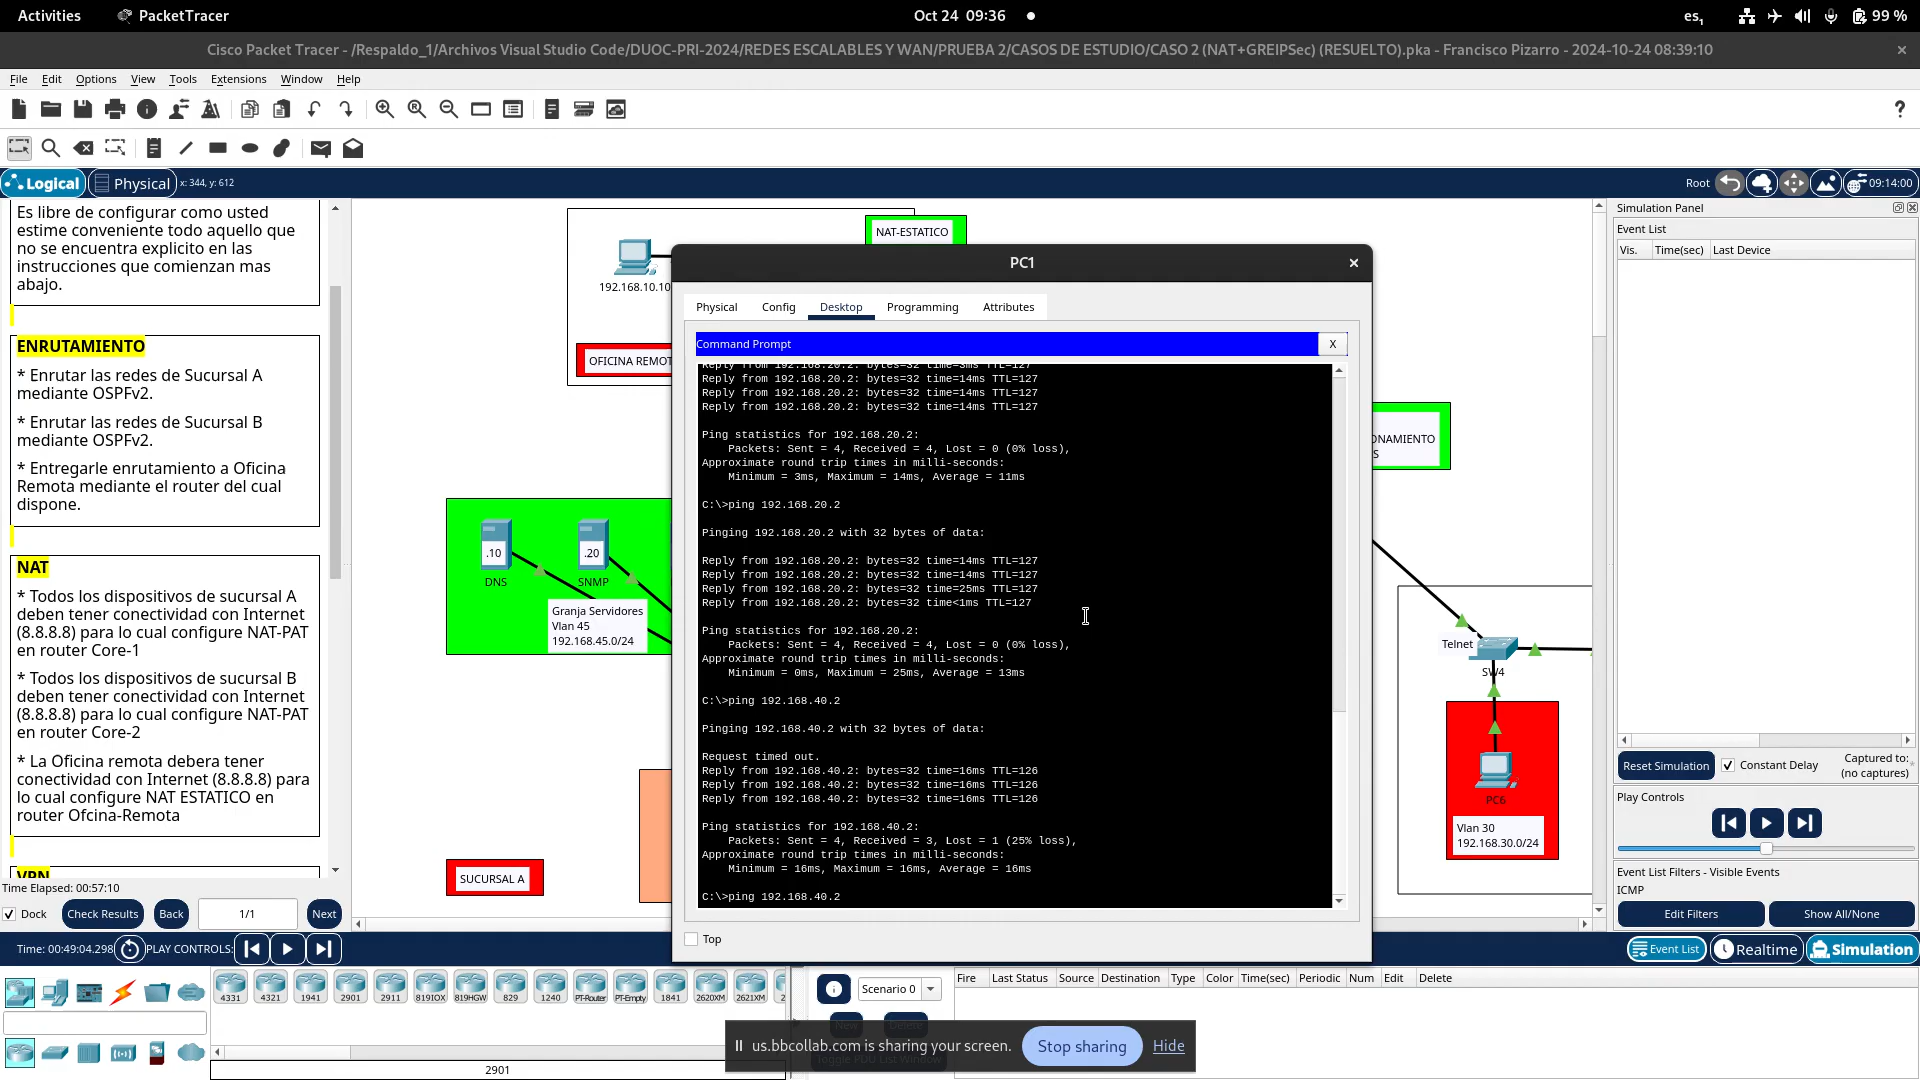 Activities
PacketTracer
Oct 24 09:36
es1
99 %
Cisco Packet Tracer - /Respaldo_1/Archivos Visual Studio Code/DUOC-PRI-2024/REDES ESCALABLES Y WAN/PRUEBA 2/CASOS DE ESTUDIO/CASO 2 (NAT+GREIPSec) (RESUELTO).pka - Francisco Pizarro - 2024-10-24 08:39:10
File Edit Options View Tools Extensions Window Help
Logical Physical x: 344, y: 612
Root 09:14:00
Es libre de configurar como usted
estime conveniente todo aquello que
no se encuentra explicito en las
instrucciones que comienzan mas
abajo.
ENRUTAMIENTO
* Enrutar las redes de Sucursal A
mediante OSPFv2.
* Enrutar las redes de Sucursal B
mediante OSPFv2.
* Entregarle enrutamiento a Oficina
Remota mediante el router del cual
dispone.
NAT
* Todos los dispositivos de sucursal A
deben tener conectividad con Internet
(8.8.8.8) para lo cual configure NAT-PAT
en router Core-1
* Todos los dispositivos de sucursal B
deben tener conectividad con Internet
(8.8.8.8) para lo cual configure NAT-PAT
en router Core-2
* La Oficina remota debera tener
conectividad con Internet (8.8.8.8) para
lo cual configure NAT ESTATICO en
router Ofcina-Remota
VPN
Time Elapsed: 00:57:10
Dock Check Results Back 1/1 Next
NAT-ESTATICO
192.168.10.10
OFICINA REMOT
.10
DNS
.20
SNMP
Granja Servidores
Vlan 45
192.168.45.0/24
SUCURSAL A
ONAMIENTO
S
Telnet
SW4
PC6
Vlan 30
192.168.30.0/24
PC1
Physical Config Desktop Programming Attributes
Command Prompt
X
Reply from 192.168.20.2: bytes=32 time=3ms TTL=127
Reply from 192.168.20.2: bytes=32 time=14ms TTL=127
Reply from 192.168.20.2: bytes=32 time=14ms TTL=127
Reply from 192.168.20.2: bytes=32 time=14ms TTL=127
Ping statistics for 192.168.20.2:
Packets: Sent = 4, Received = 4, Lost = 0 (0% loss),
Approximate round trip times in milli-seconds:
Minimum = 3ms, Maximum = 14ms, Average = 11ms
C:\>ping 192.168.20.2
Pinging 192.168.20.2 with 32 bytes of data:
Reply from 192.168.20.2: bytes=32 time=14ms TTL=127
Reply from 192.168.20.2: bytes=32 time=14ms TTL=127
Reply from 192.168.20.2: bytes=32 time=25ms TTL=127
Reply from 192.168.20.2: bytes=32 time<1ms TTL=127
Ping statistics for 192.168.20.2:
Packets: Sent = 4, Received = 4, Lost = 0 (0% loss),
Approximate round trip times in milli-seconds:
Minimum = 0ms, Maximum = 25ms, Average = 13ms
C:\>ping 192.168.40.2
Pinging 192.168.40.2 with 32 bytes of data:
Request timed out.
Reply from 192.168.40.2: bytes=32 time=16ms TTL=126
Reply from 192.168.40.2: bytes=32 time=16ms TTL=126
Reply from 192.168.40.2: bytes=32 time=16ms TTL=126
Ping statistics for 192.168.40.2:
Packets: Sent = 4, Received = 3, Lost = 1 (25% loss),
Approximate round trip times in milli-seconds:
Minimum = 16ms, Maximum = 16ms, Average = 16ms
C:\>ping 192.168.40.2
Top
Simulation Panel
Event List
Vis. Time(sec) Last Device
Reset Simulation Constant Delay Captured to:
(no captures)
Play Controls
Event List Filters - Visible Events
ICMP
Edit Filters Show All/None
Time: 00:49:04.298 PLAY CONTROLS:
Event List Realtime Simulation
4331 4321 1941 2901 2911 819IOX 819HGW 829 1240 PT-Router PT-Empty 1841 2620XM 2621XM 2
2901
Scenario 0
New Delete
Toggle PDU List Window
Fire Last Status Source Destination Type Color Time(sec) Periodic Num Edit Delete
us.bbcollab.com is sharing your screen.
Stop sharing
Hide